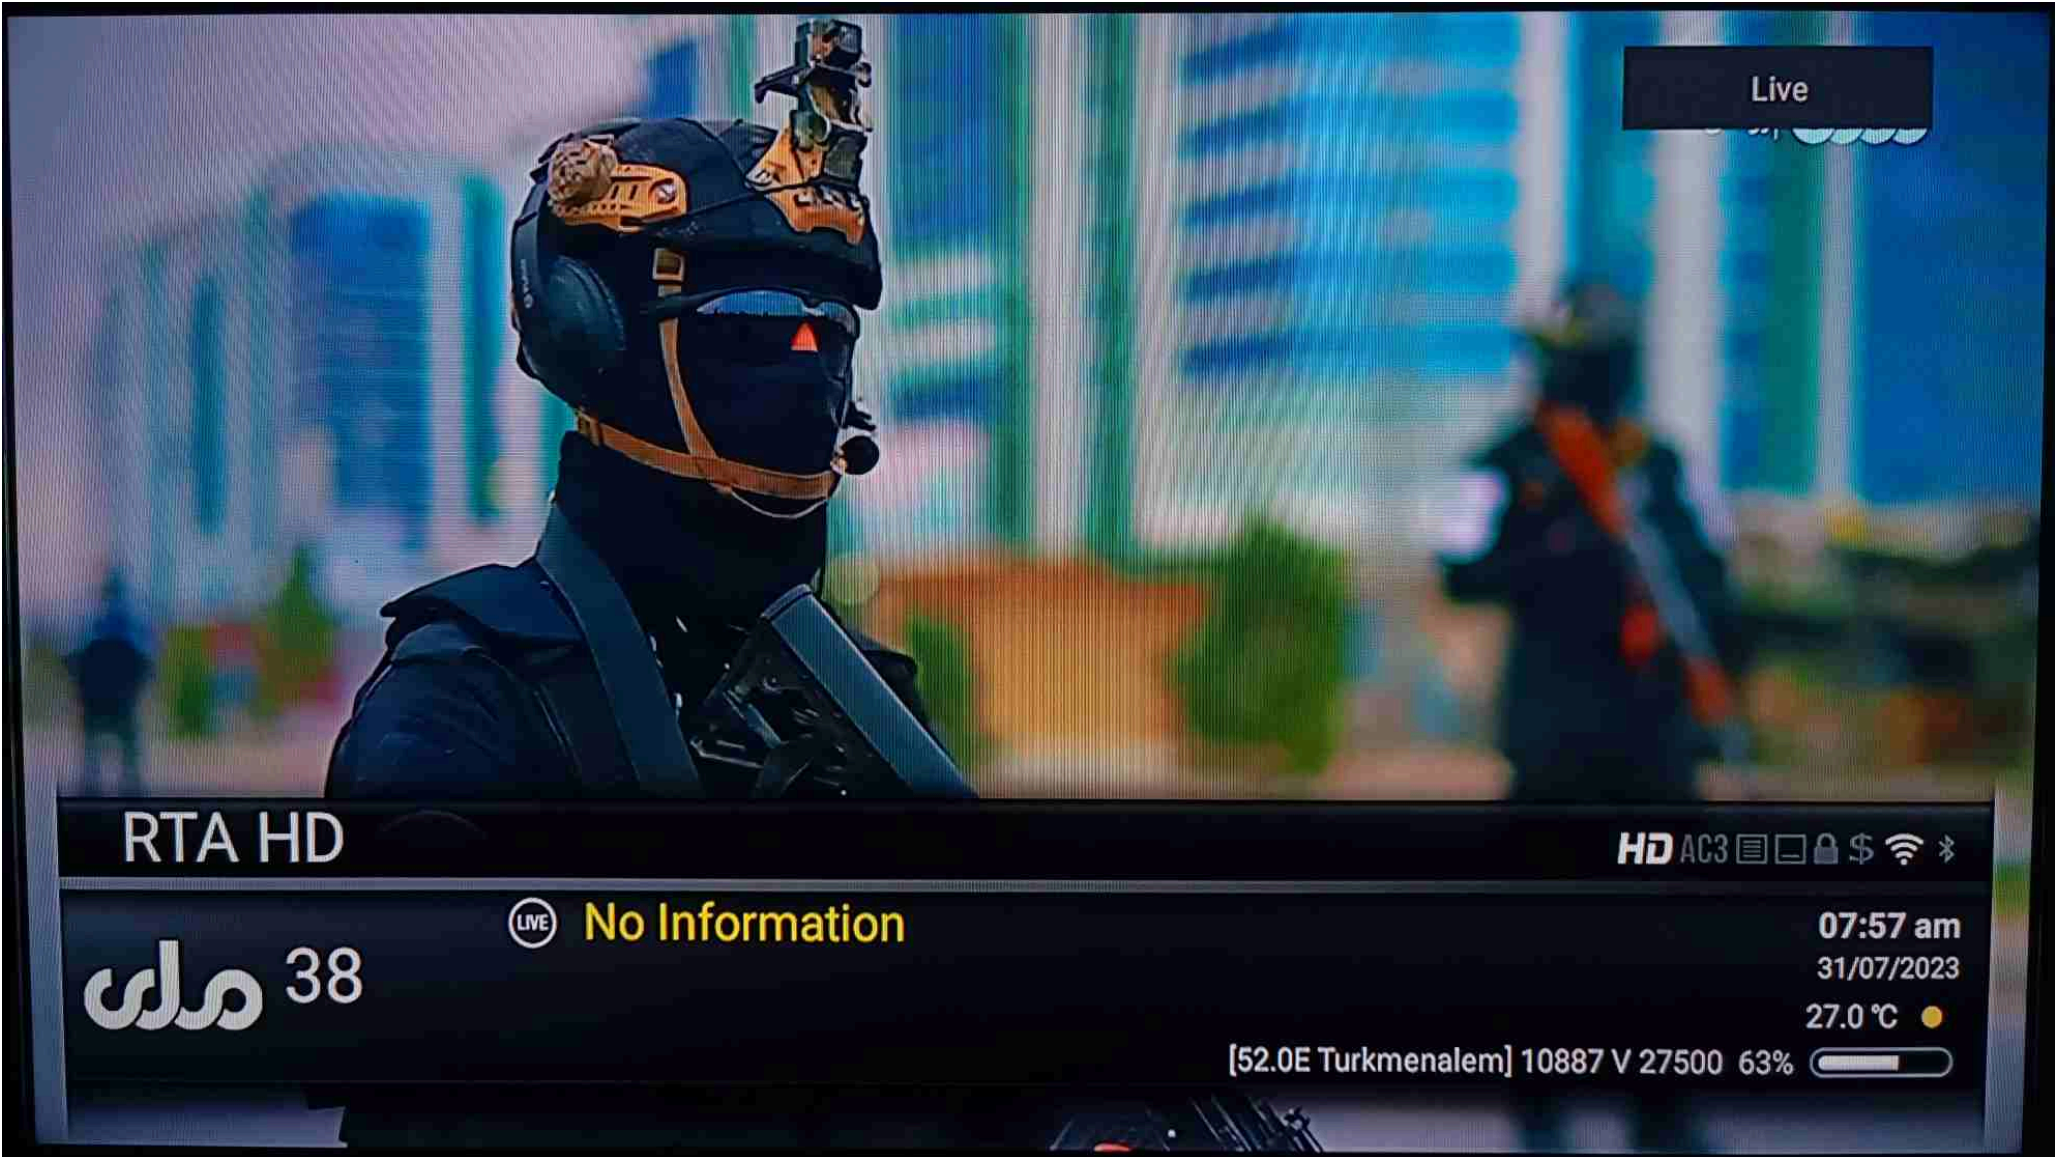 Live
RTA HD
HD AC3 $
LIVE No Information
ملی 38
07:57 am
31/07/2023
27.0 °C
[52.0E Turkmenalem] 10887 V 27500 63%